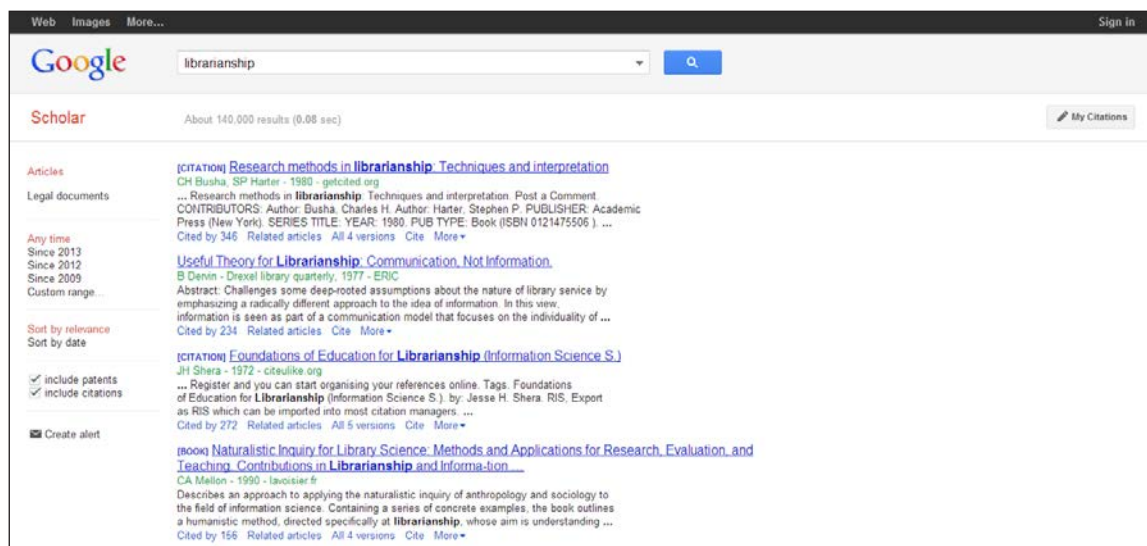 Web Images More... Sign in
Google
librarianship
Scholar
About 140,000 results (0.08 sec)
My Citations
Articles
Legal documents
Any time
Since 2013
Since 2012
Since 2009
Custom range...
Sort by relevance
Sort by date
include patents
include citations
Create alert
[CITATION] Research methods in librarianship: Techniques and interpretation
CH Busha, SP Harter - 1980 - getcited.org
... Research methods in librarianship. Techniques and interpretation. Post a Comment.
CONTRIBUTORS: Author: Busha, Charles H. Author: Harter, Stephen P. PUBLISHER: Academic
Press (New York). SERIES TITLE: YEAR: 1980. PUB TYPE: Book (ISBN 0121475506 ). ...
Cited by 346 Related articles All 4 versions Cite More
Useful Theory for Librarianship: Communication, Not Information.
B Dervin - Drexel library quarterly, 1977 - ERIC
Abstract: Challenges some deep-rooted assumptions about the nature of library service by
emphasizing a radically different approach to the idea of information. In this view,
information is seen as part of a communication model that focuses on the individuality of ...
Cited by 234 Related articles Cite More
[CITATION] Foundations of Education for Librarianship (Information Science S.)
JH Shera - 1972 - citeulike.org
... Register and you can start organising your references online. Tags. Foundations
of Education for Librarianship (Information Science S.). by: Jesse H. Shera. RIS, Export
as RIS which can be imported into most citation managers. ...
Cited by 272 Related articles All 5 versions Cite More
[BOOK] Naturalistic Inquiry for Library Science: Methods and Applications for Research, Evaluation, and
Teaching. Contributions in Librarianship and Informa-tion ...
CA Mellon - 1990 - lavoisier.fr
Describes an approach to applying the naturalistic inquiry of anthropology and sociology to
the field of information science. Containing a series of concrete examples, the book outlines
a humanistic method, directed specifically at librarianship, whose aim is understanding ...
Cited by 156 Related articles All 4 versions Cite More